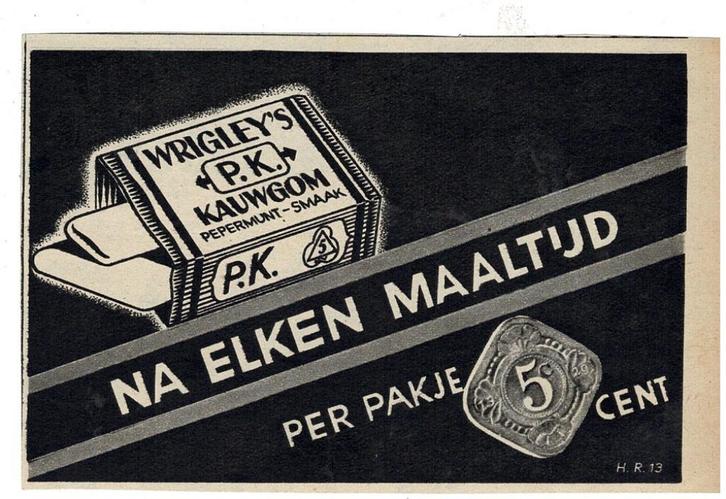 WRIGLEY'S
P.K.
KAUWGOM
PEPERMUNT-SMAAK
P.K.
NA ELKEN MAALTIJD
PER PAKJE 5c CENT
H. R. 13